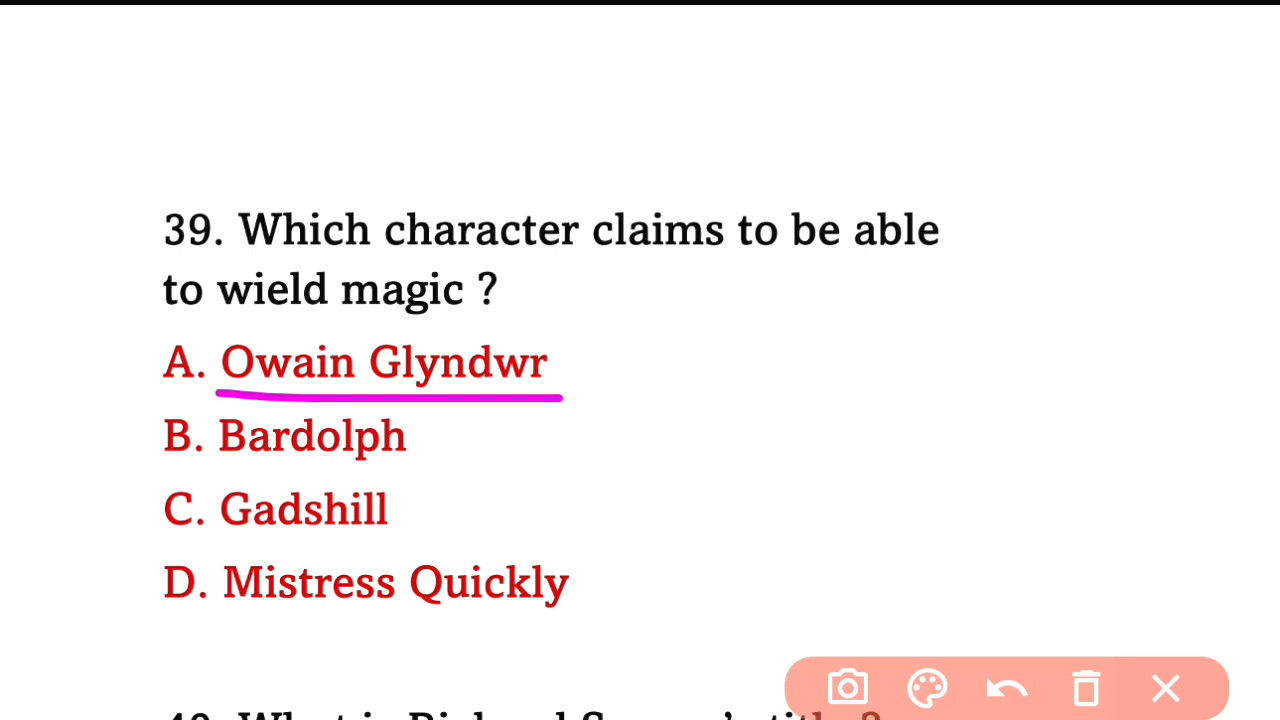 39. Which character claims to be able
to wield magic ?
A. Owain Glyndwr
B. Bardolph
C. Gadshill
D. Mistress Quickly